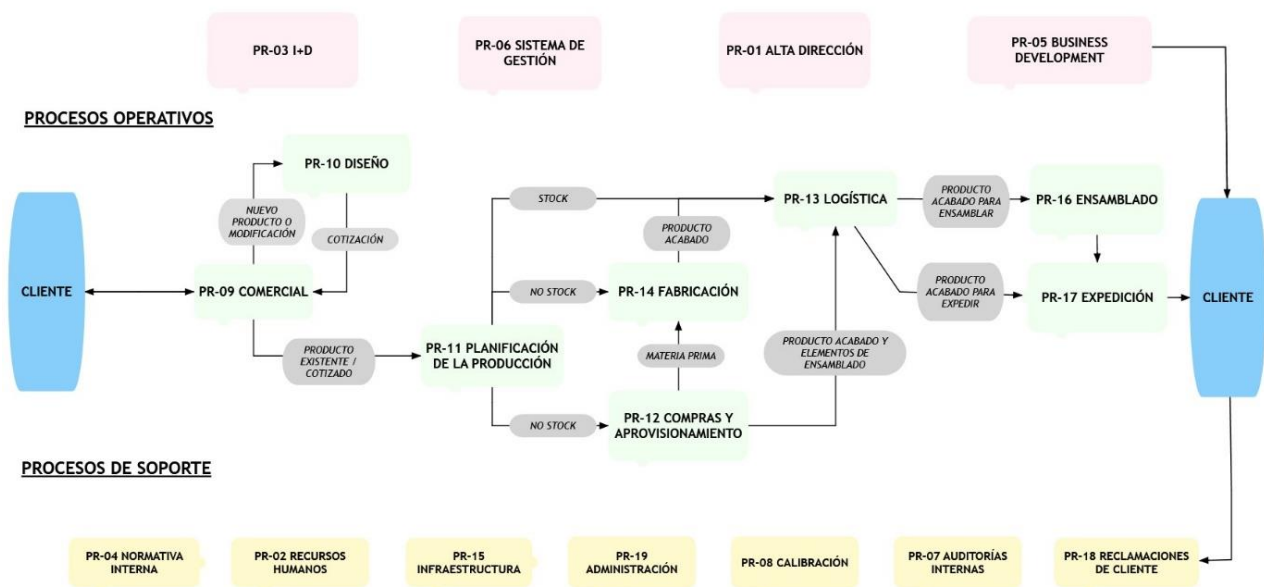 PR-03 I+D
PR-06 SISTEMA DE
GESTIÓN
PR-01 ALTA DIRECCIÓN
PR-05 BUSINESS
DEVELOPMENT
PROCESOS OPERATIVOS
PR-10 DISEÑO
NUEVO
PRODUCTO O
MODIFICACIÓN
COTIZACIÓN
STOCK
PR-13 LOGÍSTICA
PRODUCTO
ACABADO PARA
ENSAMBLAR
PR-16 ENSAMBLADO
PRODUCTO
ACABADO
CLIENTE
PR-09 COMERCIAL
NO STOCK
PR-14 FABRICACIÓN
PRODUCTO
ACABADO PARA
EXPEDIR
PR-17 EXPEDICIÓN
CLIENTE
PRODUCTO
EXISTENTE /
COTIZADO
PR-11 PLANIFICACIÓN
DE LA PRODUCCIÓN
MATERIA PRIMA
PRODUCTO ACABADO Y
ELEMENTOS DE
ENSAMBLADO
NO STOCK
PR-12 COMPRAS Y
APROVISIONAMIENTO
PROCESOS DE SOPORTE
PR-04 NORMATIVA
INTERNA
PR-02 RECURSOS
HUMANOS
PR-15
INFRAESTRUCTURA
PR-19
ADMINISTRACIÓN
PR-08 CALIBRACIÓN
PR-07 AUDITORÍAS
INTERNAS
PR-18 RECLAMACIONES
DE CLIENTE